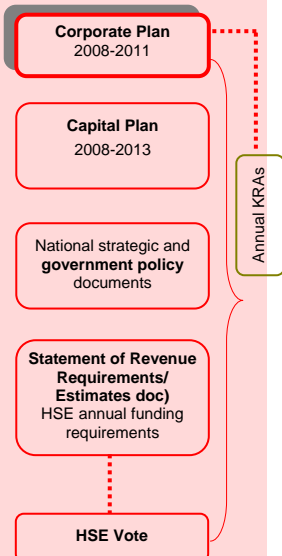 Corporate Plan
2008-2011
Capital Plan
2008-2013
Annual KRAs
National strategic and
government policy
documents
Statement of Revenue
Requirements/
Estimates doc)
HSE annual funding
requirements
HSE Vote